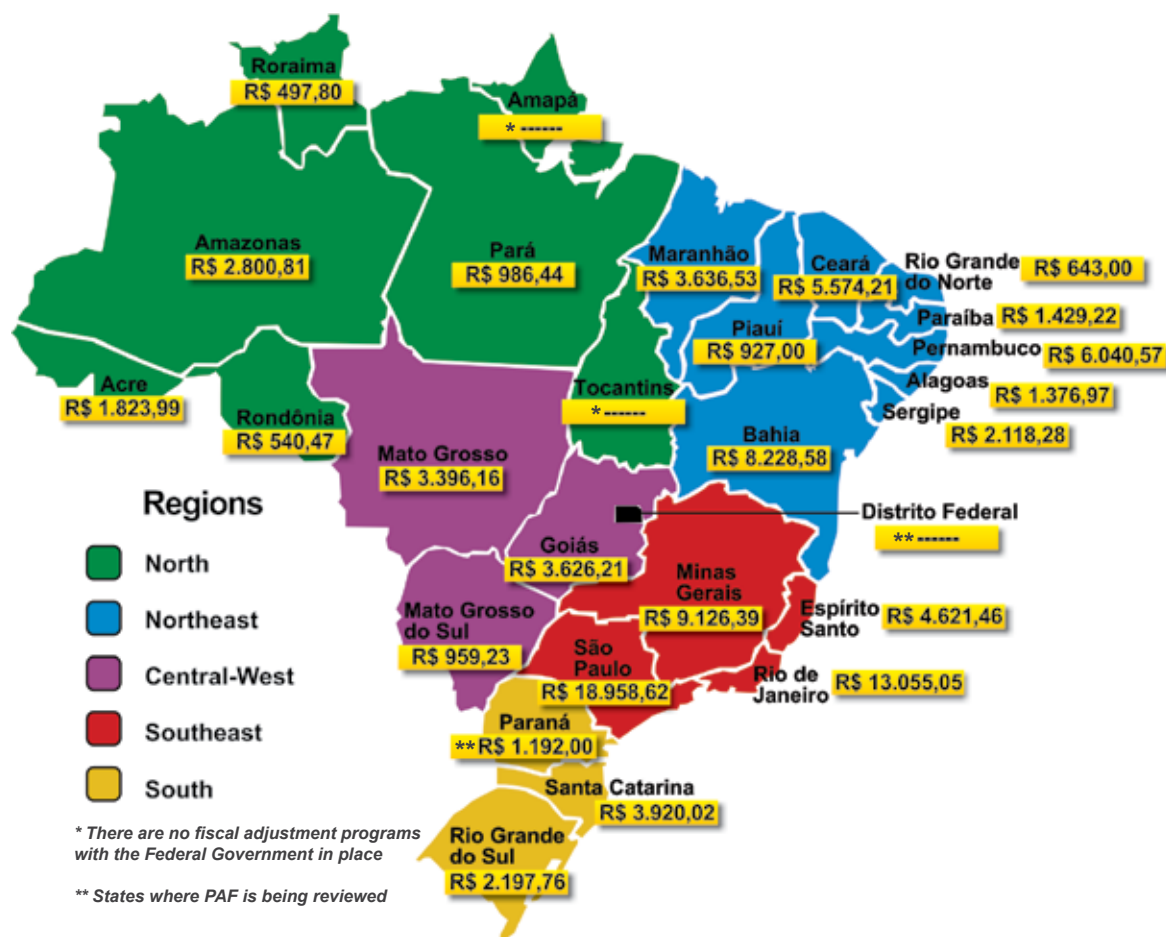 Roraima
R$ 497,80
Amapá
* ------
Amazonas
R$ 2.800,81
Pará
R$ 986,44
Maranhão
R$ 3.636,53
Ceará
R$ 5.574,21
Rio Grande
do Norte
R$ 643,00
Piauí
R$ 927,00
Paraíba
R$ 1.429,22
Pernambuco
R$ 6.040,57
Alagoas
R$ 1.376,97
Sergipe
R$ 2.118,28
Acre
R$ 1.823,99
Rondônia
R$ 540,47
Tocantins
* ------
Bahia
R$ 8.228,58
Mato Grosso
R$ 3.396,16
Distrito Federal
** ------
Goiás
R$ 3.626,21
Minas
Gerais
R$ 9.126,39
Espírito
Santo
R$ 4.621,46
Mato Grosso
do Sul
R$ 959,23
São
Paulo
R$ 18.958,62
Rio de
Janeiro
R$ 13.055,05
Paraná
** R$ 1.192,00
Santa Catarina
R$ 3.920,02
Rio Grande
do Sul
R$ 2.197,76
Regions
North
Northeast
Central-West
Southeast
South
* There are no fiscal adjustment programs
with the Federal Government in place
** States where PAF is being reviewed